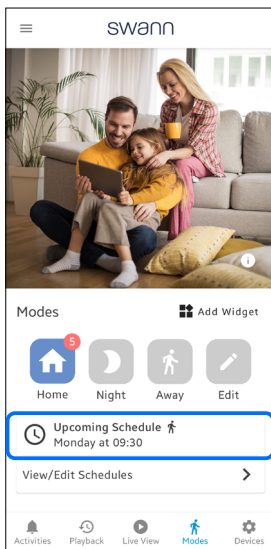 swann
Modes
Add Widget
5
Home
Night
Away
Edit
Upcoming Schedule
Monday at 09:30
View/Edit Schedules
Activities
Playback
Live View
Modes
Devices